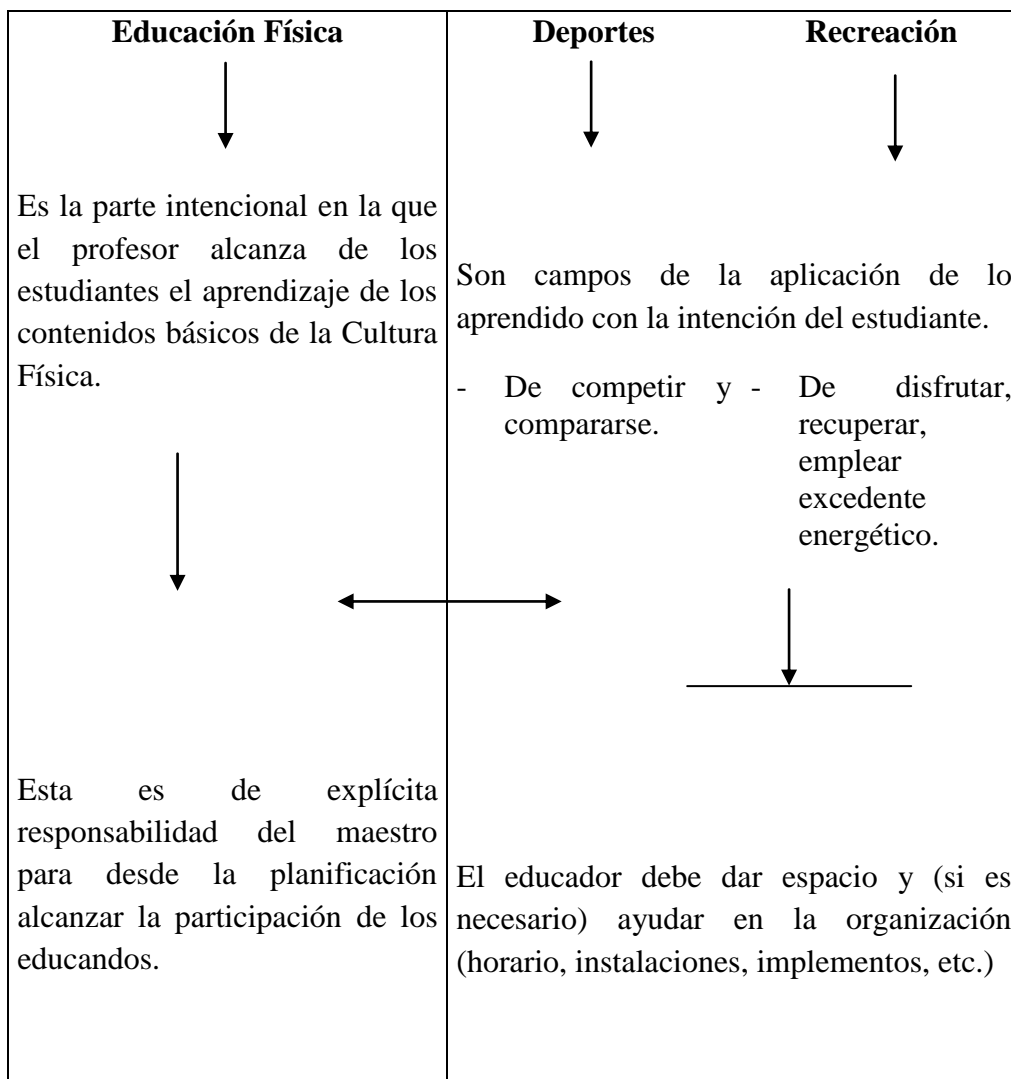 Educación Física
Es la parte intencional en la que
el profesor alcanza de los
estudiantes el aprendizaje de los
contenidos básicos de la Cultura
Física.
Esta es de explícita
responsabilidad del maestro
para desde la planificación
alcanzar la participación de los
educandos.
Deportes Recreación
Son campos de la aplicación de lo
aprendido con la intención del estudiante.
- De competir y
compararse.
- De disfrutar,
recuperar,
emplear
excedente
energético.
El educador debe dar espacio y (si es
necesario) ayudar en la organización
(horario, instalaciones, implementos, etc.)